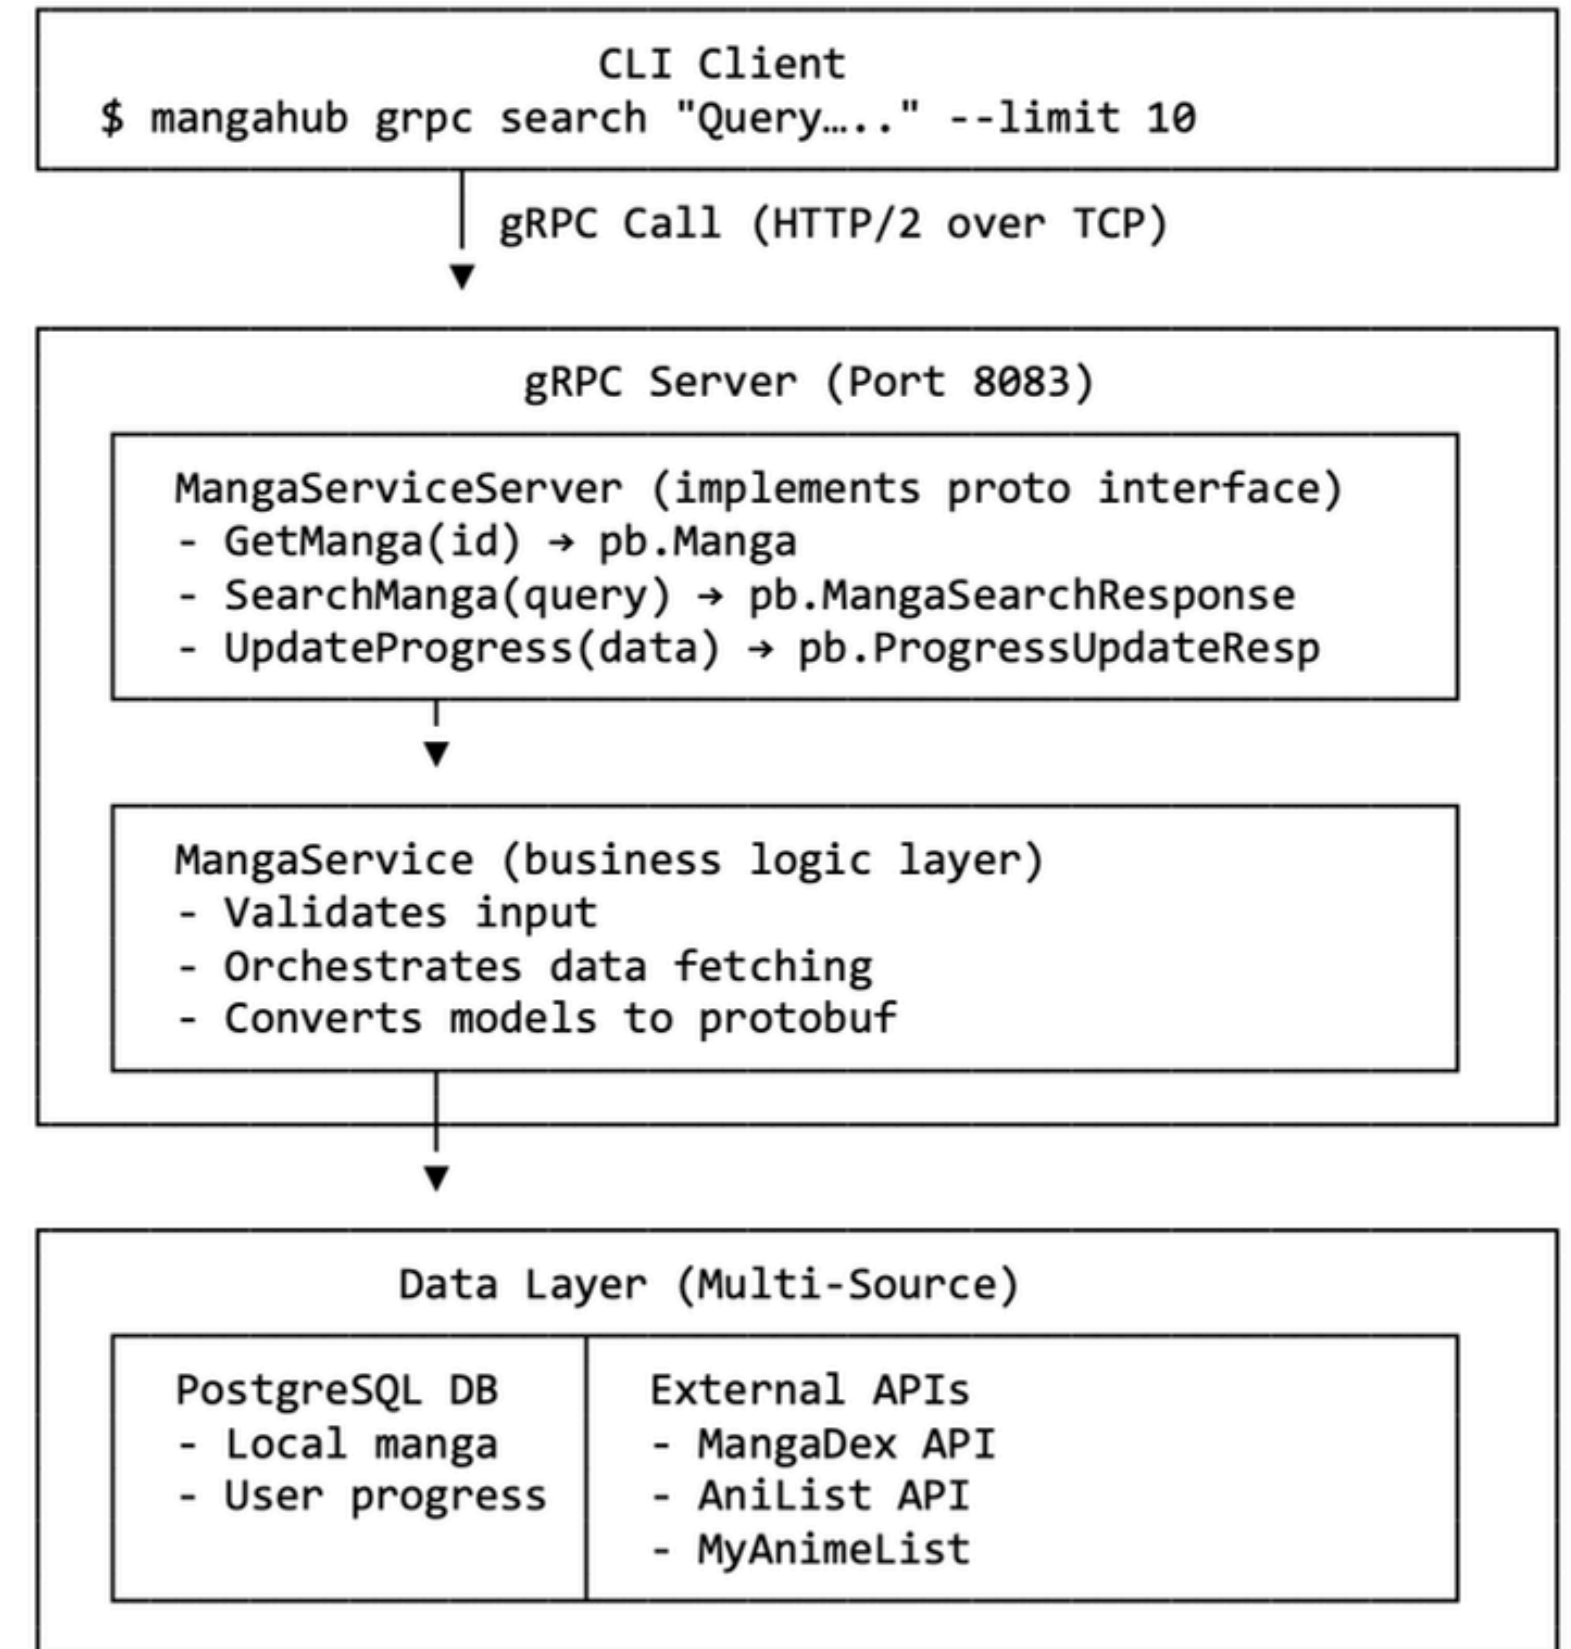 CLI Client
$ mangahub grpc search "Query….." --limit 10
gRPC Call (HTTP/2 over TCP)
gRPC Server (Port 8083)
MangaServiceServer (implements proto interface)
- GetManga(id) → pb.Manga
- SearchManga(query) → pb.MangaSearchResponse
- UpdateProgress(data) → pb.ProgressUpdateResp
MangaService (business logic layer)
- Validates input
- Orchestrates data fetching
- Converts models to protobuf
Data Layer (Multi-Source)
PostgreSQL DB
- Local manga
- User progress
External APIs
- MangaDex API
- AniList API
- MyAnimeList